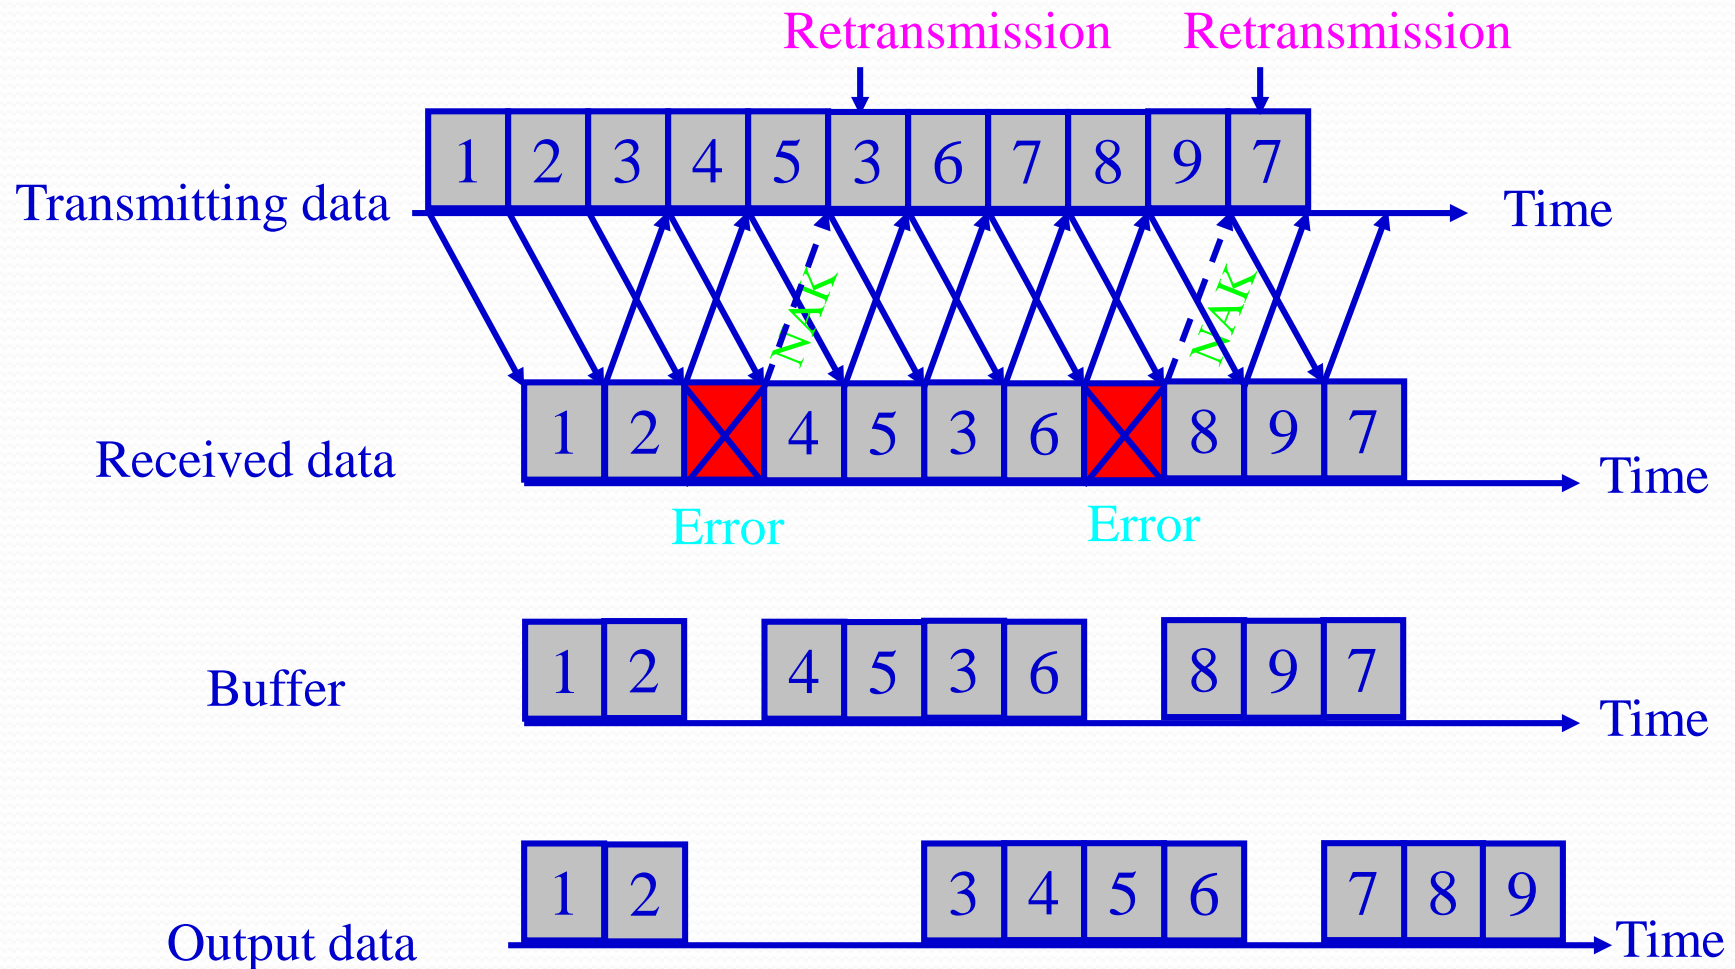 Retransmission Retransmission
1 2 3 4 5 3 6 7 8 9 7
Transmitting data
Time
NAK
NAK
1 2 4 5 3 6 8 9 7
Received data
Time
Error
Error
1 2 4 5 3 6 8 9 7
Buffer
Time
1 2 3 4 5 6 7 8 9
Output data
Time